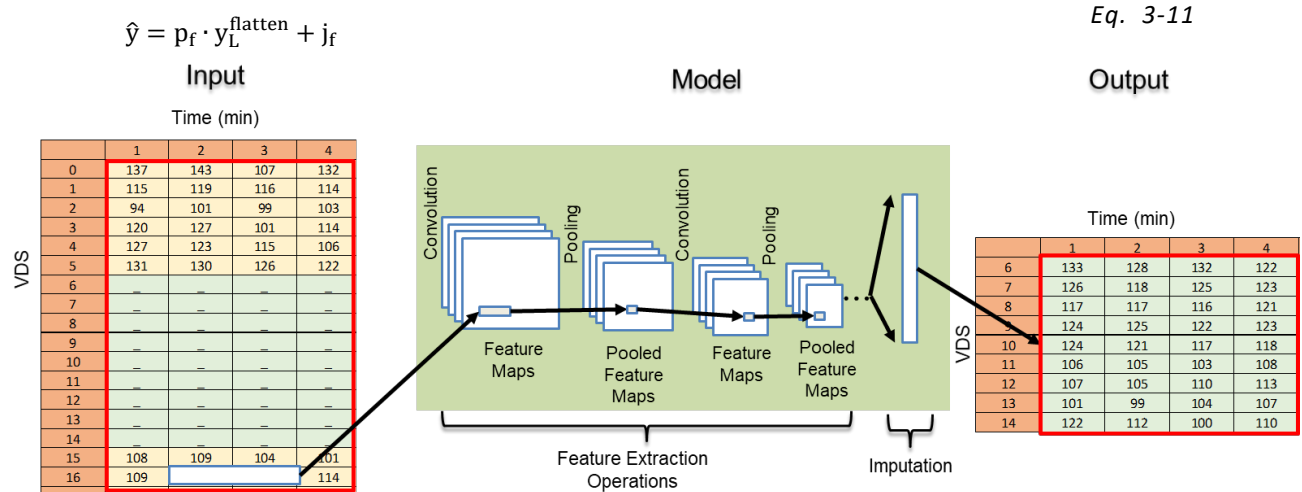 Eq. 3-11
ŷ = p_f · y_L^flatten + j_f
Input
Model
Output
Time (min)
VDS
1 2 3 4
0 137 143 107 132
1 115 119 116 114
2 94 101 99 103
3 120 127 101 114
4 127 123 115 106
5 131 130 126 122
6 _ _ _ _
7 _ _ _ _
8 _ _ _ _
9 _ _ _ _
10 _ _ _ _
11 _ _ _ _
12 _ _ _ _
13 _ _ _ _
14 _ _ _ _
15 108 109 104 101
16 109 114
Convolution
Pooling
Convolution
Pooling
Feature
Maps
Pooled
Feature
Maps
Feature
Maps
Pooled
Feature
Maps
Feature Extraction
Operations
Imputation
Time (min)
VDS
1 2 3 4
6 133 128 132 122
7 126 118 125 123
8 117 117 116 121
9 124 125 122 123
10 124 121 117 118
11 106 105 103 108
12 107 105 110 113
13 101 99 104 107
14 122 112 100 110